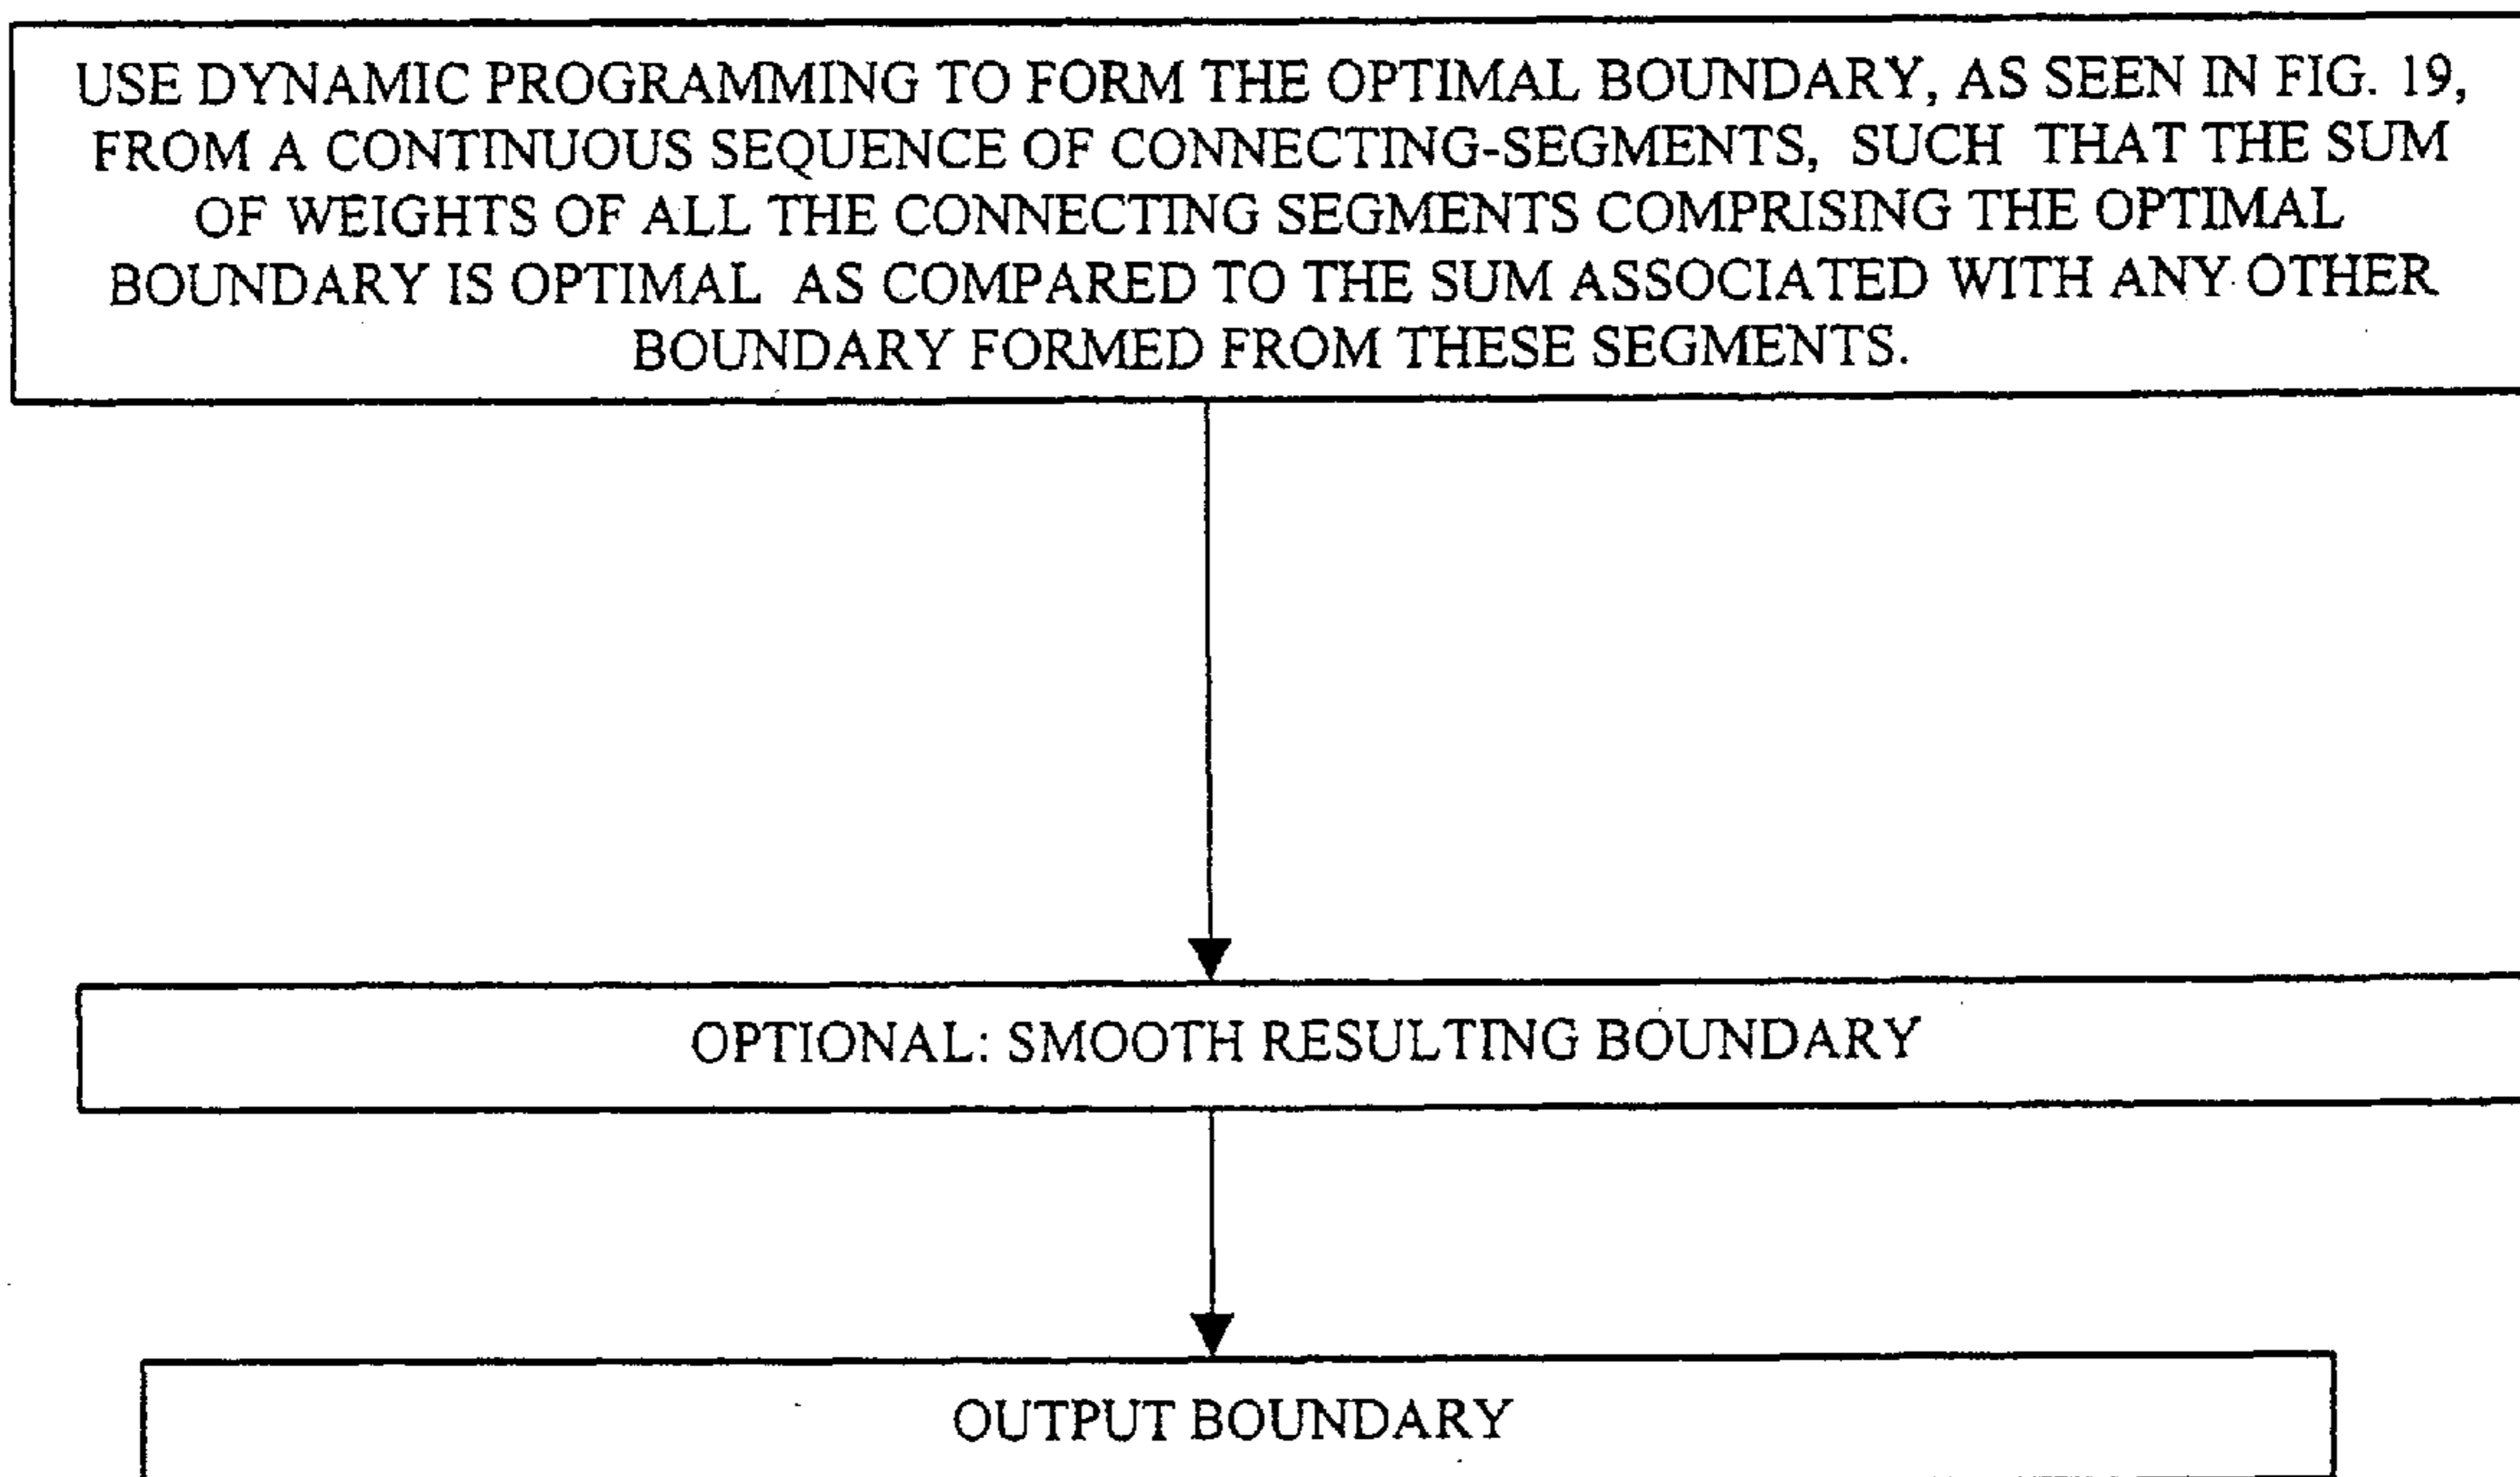 USE DYNAMIC PROGRAMMING TO FORM THE OPTIMAL BOUNDARY, AS SEEN IN FIG. 19,
FROM A CONTINUOUS SEQUENCE OF CONNECTING-SEGMENTS, SUCH THAT THE SUM
OF WEIGHTS OF ALL THE CONNECTING SEGMENTS COMPRISING THE OPTIMAL
BOUNDARY IS OPTIMAL AS COMPARED TO THE SUM ASSOCIATED WITH ANY OTHER
BOUNDARY FORMED FROM THESE SEGMENTS.
OPTIONAL: SMOOTH RESULTING BOUNDARY
OUTPUT BOUNDARY